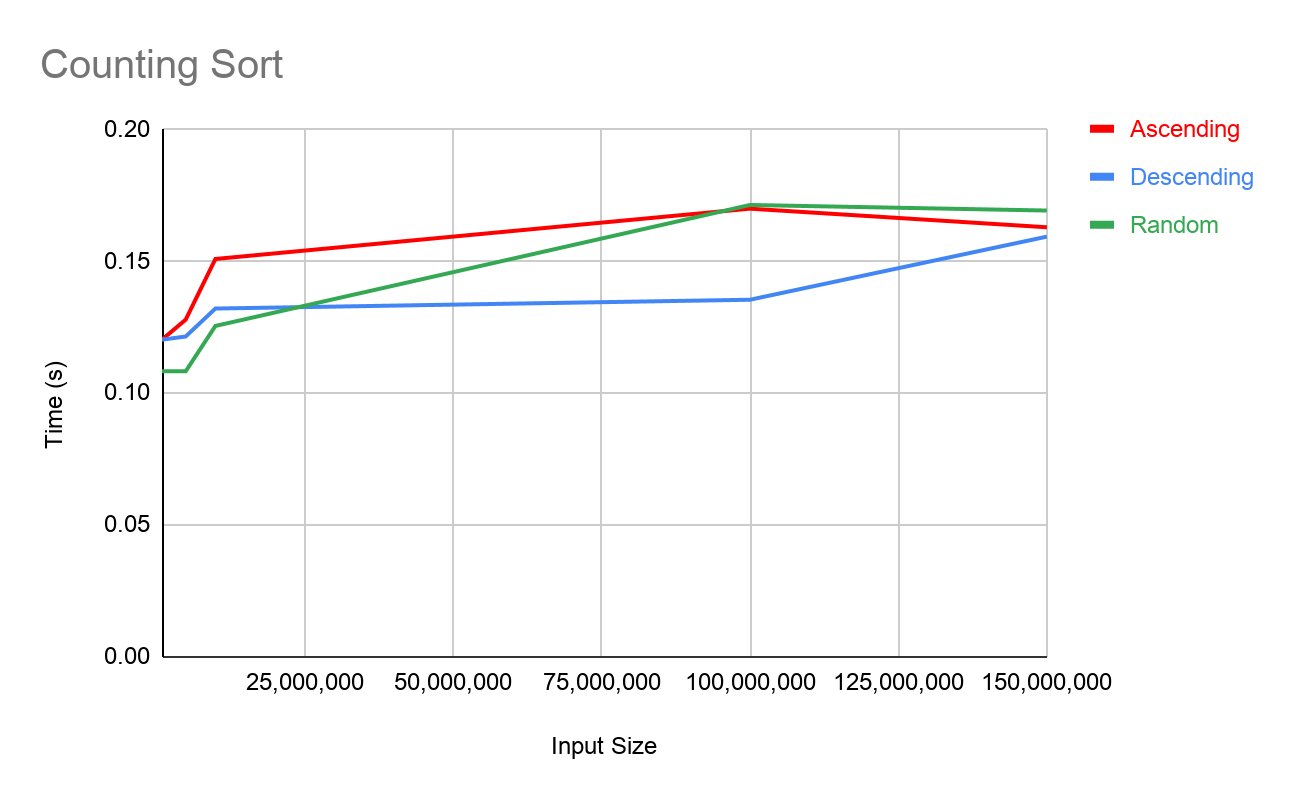 Counting Sort
Ascending
Descending
Random
0.20
0.15
0.10
0.05
0.00
Time (s)
25,000,000
50,000,000
75,000,000
100,000,000
125,000,000
150,000,000
Input Size